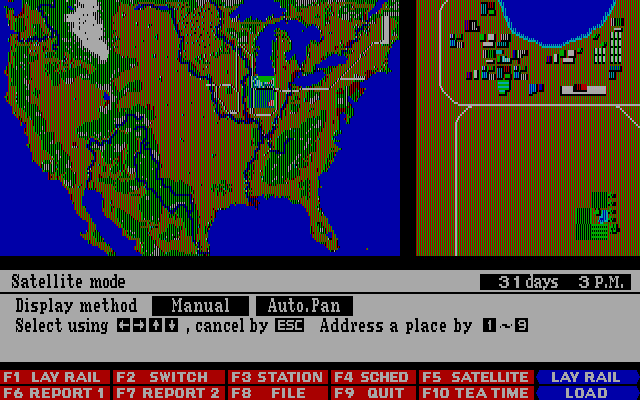 Satellite mode 31 days 3 P.M.
Display method Manual Auto.Pan
Select using ←→↑↓ , cancel by ESC Address a place by 1~9
F1 LAY RAIL F2 SWITCH F3 STATION F4 SCHED F5 SATELLITE LAY RAIL
F6 REPORT 1 F7 REPORT 2 F8 FILE F9 QUIT F10 TEA TIME LOAD